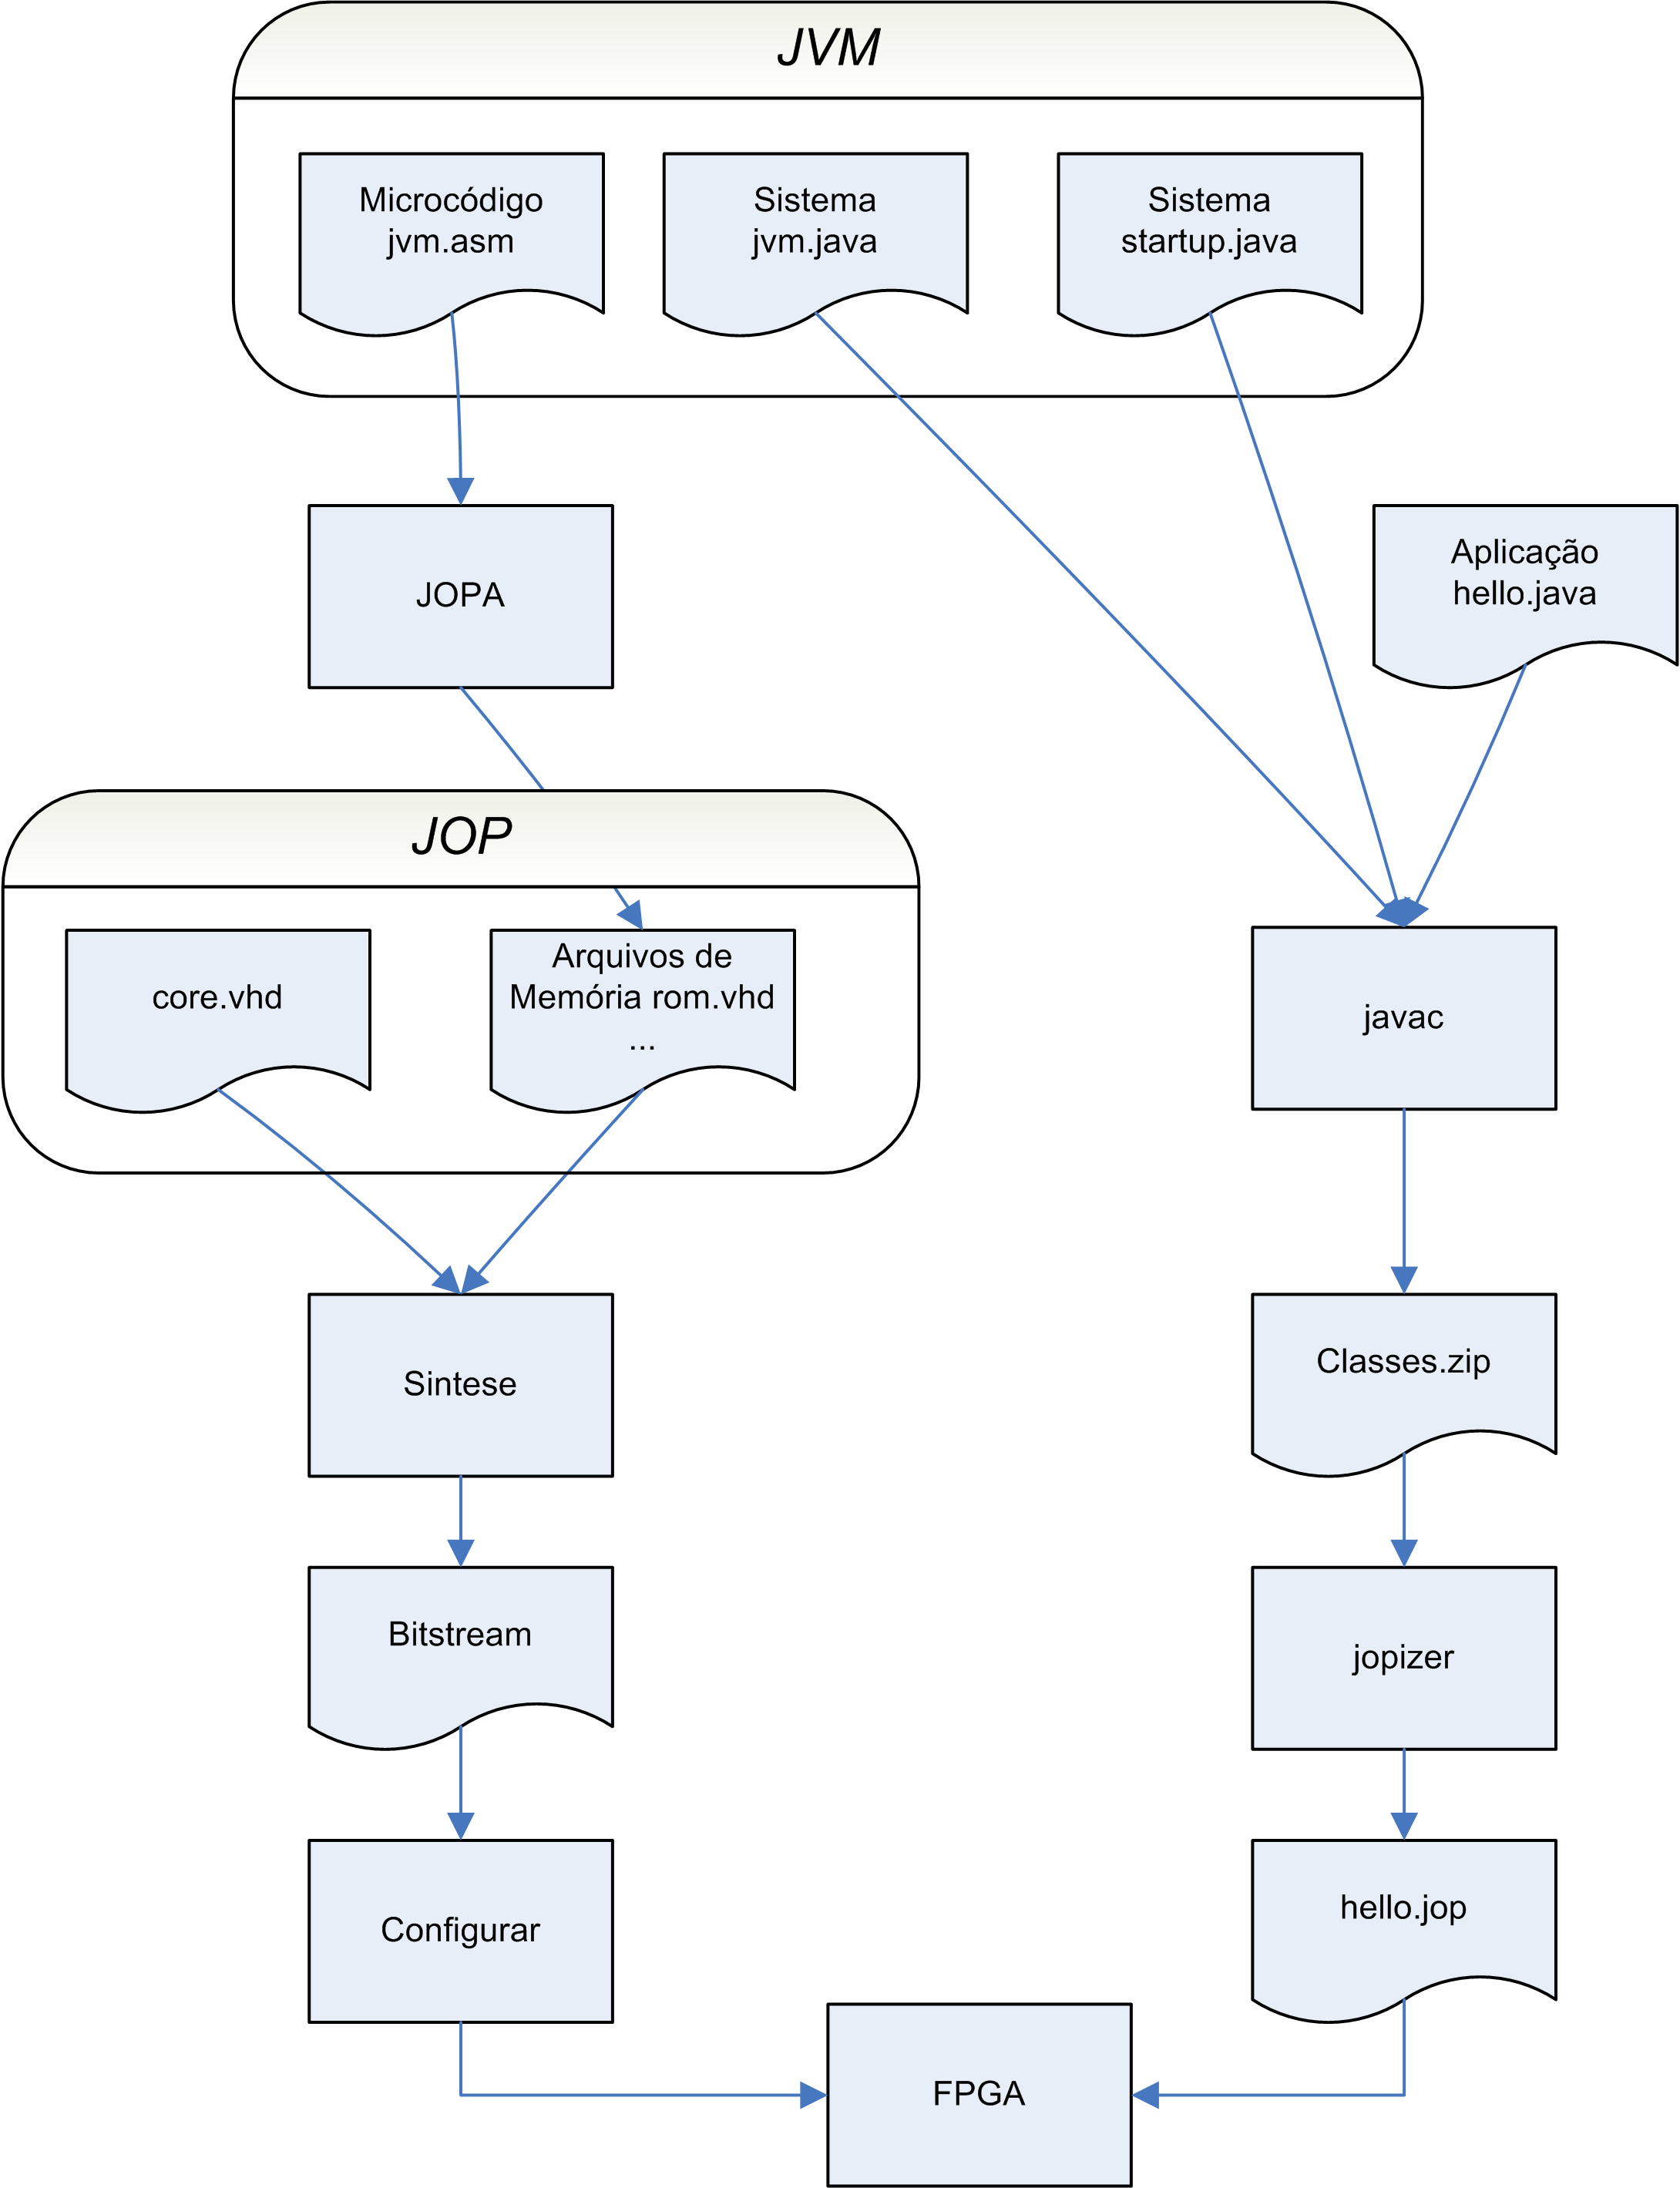 JVM
Microcódigo
jvm.asm
Sistema
jvm.java
Sistema
startup.java
JOPA
Aplicação
hello.java
JOP
core.vhd
Arquivos de
Memória rom.vhd
...
javac
Sintese
Classes.zip
Bitstream
jopizer
Configurar
hello.jop
FPGA